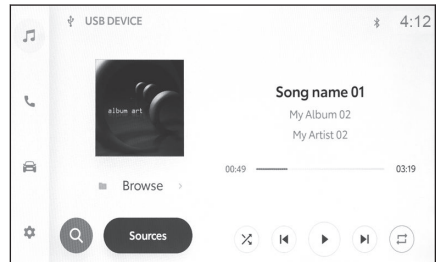 USB DEVICE
4:12
album art
Song name 01
My Album 02
My Artist 02
00:49
03:19
Browse
Sources